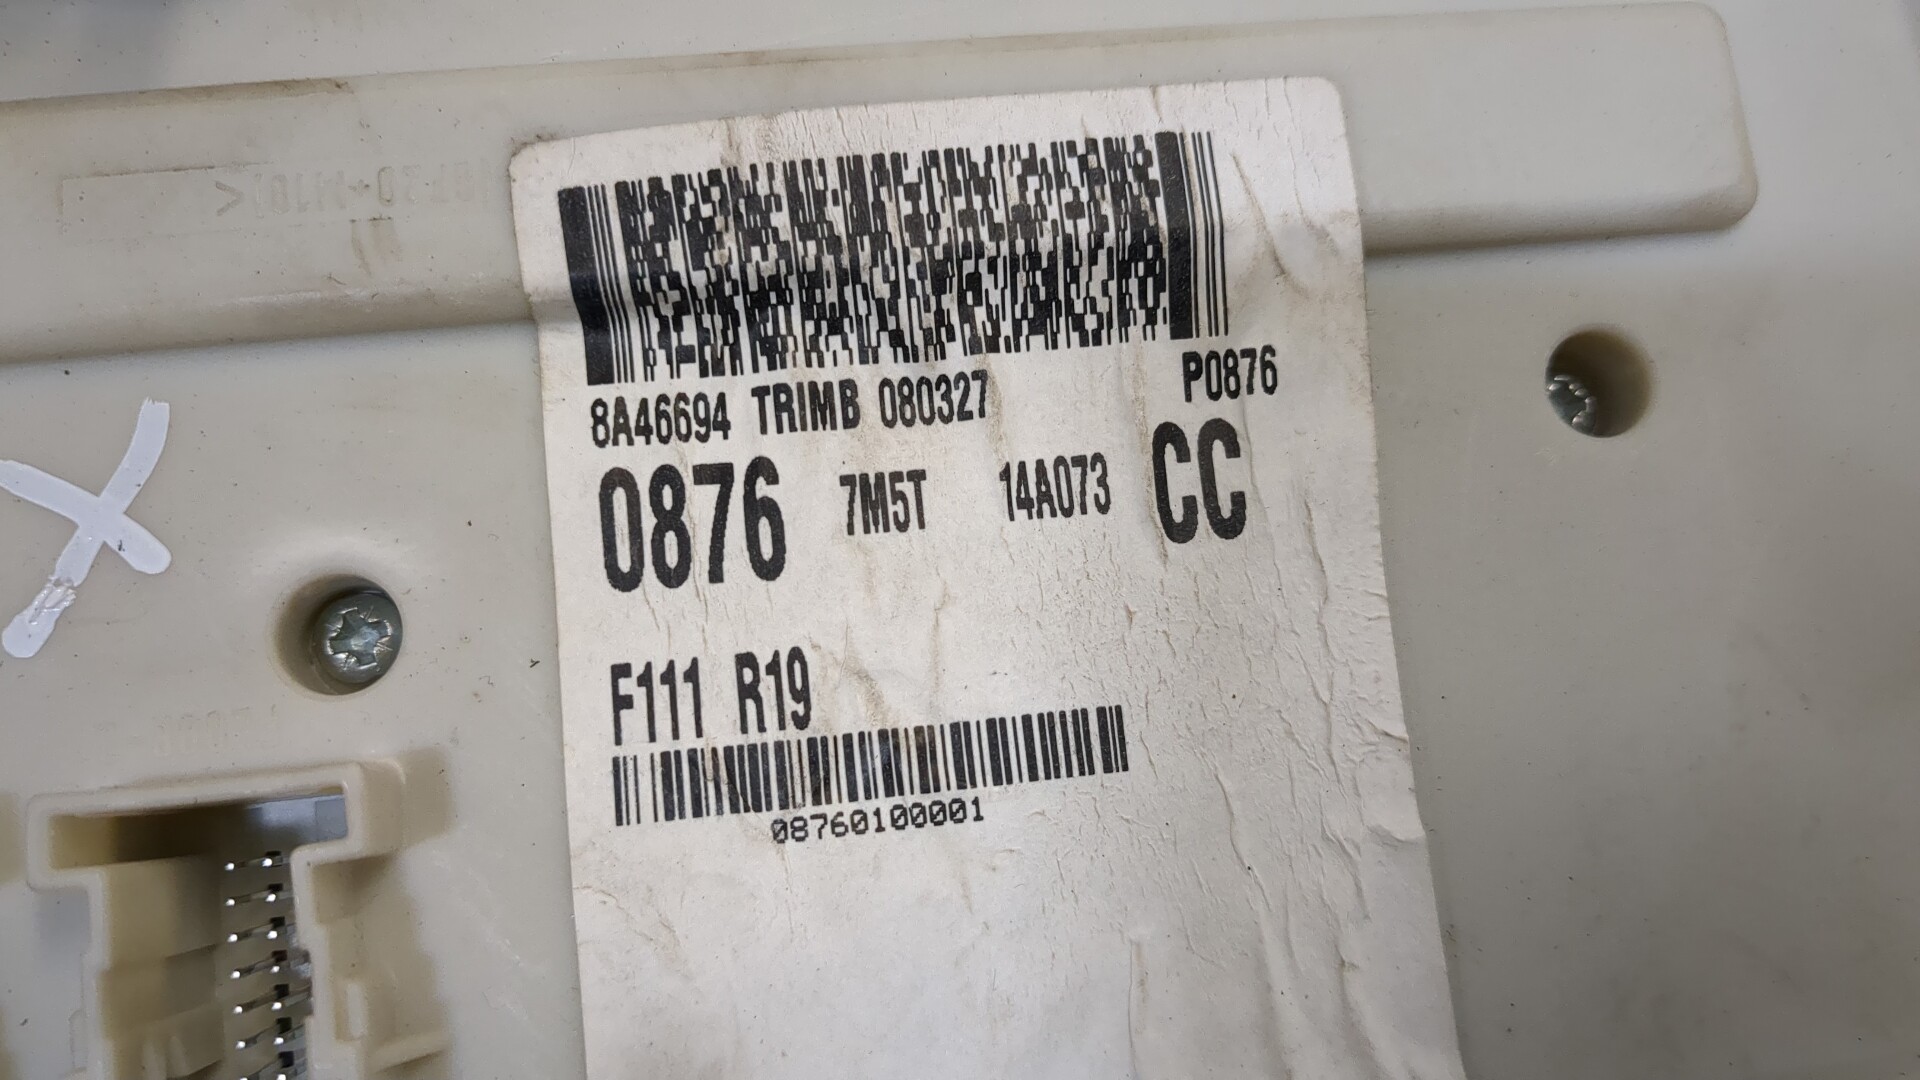 P0876
8A46694 TRIMB 080327
0876 7M5T 14A073 CC
F111 R19
08760100001